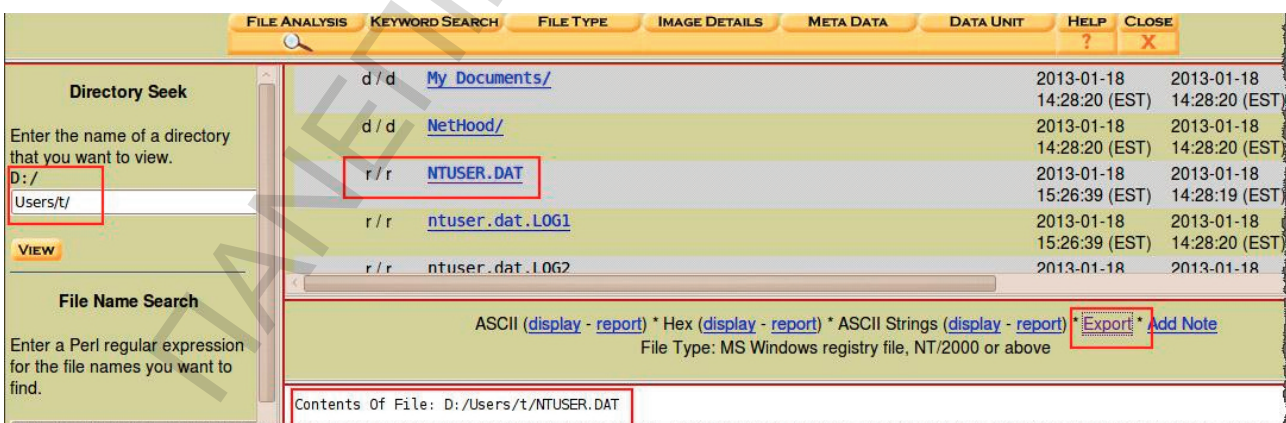 FILE ANALYSIS KEYWORD SEARCH FILE TYPE IMAGE DETAILS META DATA DATA UNIT HELP CLOSE
? X
Directory Seek
Enter the name of a directory
that you want to view.
D:/
Users/t/
VIEW
File Name Search
Enter a Perl regular expression
for the file names you want to
find.
d / d My Documents/ 2013-01-18 2013-01-18
14:28:20 (EST) 14:28:20 (EST)
d / d NetHood/ 2013-01-18 2013-01-18
14:28:20 (EST) 14:28:20 (EST)
r / r NTUSER.DAT 2013-01-18 2013-01-18
15:26:39 (EST) 14:28:19 (EST)
r / r ntuser.dat.LOG1 2013-01-18 2013-01-18
15:26:39 (EST) 14:28:20 (EST)
r / r ntuser.dat.LOG2 2013-01-18 2013-01-18
ASCII (display - report) * Hex (display - report) * ASCII Strings (display - report) * Export * Add Note
File Type: MS Windows registry file, NT/2000 or above
Contents Of File: D:/Users/t/NTUSER.DAT